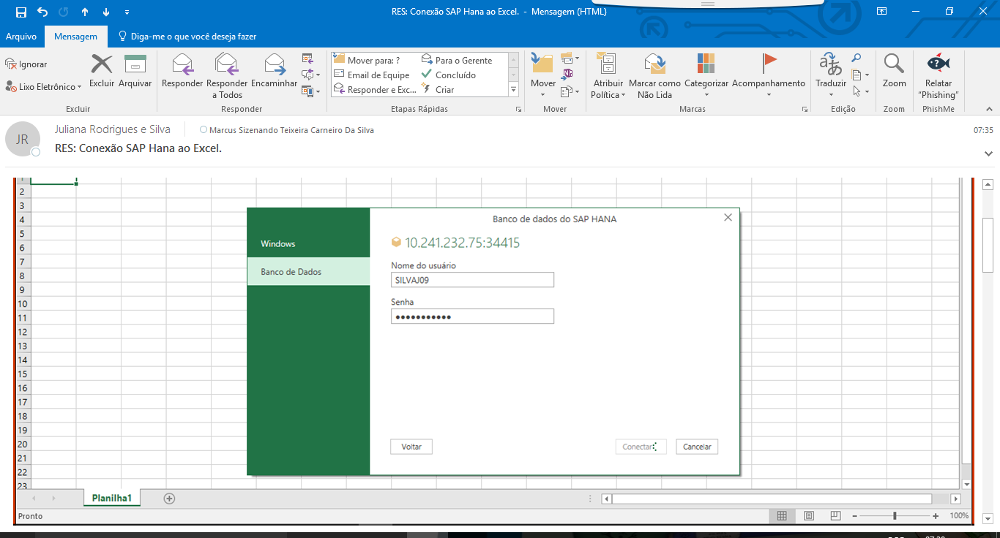 RES: Conexão SAP Hana ao Excel. - Mensagem (HTML)
Arquivo Mensagem Diga-me o que você deseja fazer
Ignorar
Lixo Eletrônico
Excluir Arquivar
Excluir
Responder Responder a Todos Encaminhar
Responder
Mover para: ? Para o Gerente
Email de Equipe Concluído
Responder e Exc... Criar
Etapas Rápidas
Mover
Mover
Atribuir Política Marcar como Não Lida Categorizar Acompanhamento
Marcas
Traduzir
Edição
Zoom
Zoom
Relatar "Phishing"
PhishMe
JR
Juliana Rodrigues e Silva Marcus Sizenando Teixeira Carneiro Da Silva 07:35
RES: Conexão SAP Hana ao Excel.
1
2
3
4
5
6
7
8
9
10
11
12
13
14
15
16
17
18
19
20
21
22
23
Banco de dados do SAP HANA
Windows
Banco de Dados
10.241.232.75:34415
Nome do usuário
SILVAJ09
Senha
Voltar Conectar Cancelar
Planilha1
Pronto 100%